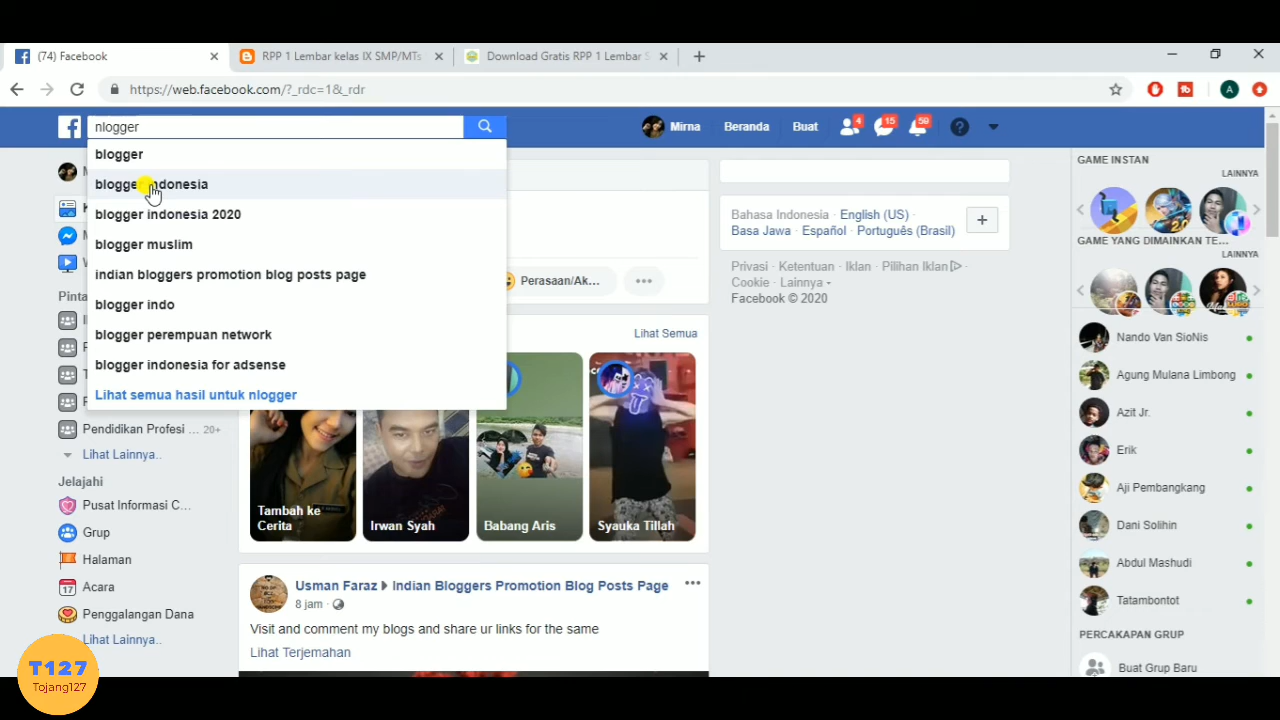 (74) Facebook
RPP 1 Lembar kelas IX SMP/MTs
Download Gratis RPP 1 Lembar S
https://web.facebook.com/?_rdc=1&_rdr
A
nlogger
Mirna
Beranda
Buat
4
15
59
blogger
blogger indonesia
blogger indonesia 2020
blogger muslim
indian bloggers promotion blog posts page
blogger indo
blogger perempuan network
blogger indonesia for adsense
Lihat semua hasil untuk nlogger
Pendidikan Profesi ... 20+
Lihat Lainnya..
Jelajahi
Pusat Informasi C...
Grup
Halaman
17
Acara
Penggalangan Dana
Lihat Lainnya..
T127
Tojang127
Perasaan/Ak...
Lihat Semua
Tambah ke
Cerita
Irwan Syah
Babang Aris
Syauka Tillah
Usman Faraz Indian Bloggers Promotion Blog Posts Page
8 jam ·
Visit and comment my blogs and share ur links for the same
Lihat Terjemahan
Bahasa Indonesia · English (US) ·
Basa Jawa · Español · Português (Brasil)
Privasi · Ketentuan · Iklan · Pilihan Iklan ·
Cookie · Lainnya
Facebook © 2020
GAME INSTAN
LAINNYA
GAME YANG DIMAINKAN TE...
LAINNYA
Nando Van SioNis
Agung Mulana Limbong
Azit Jr.
Erik
Aji Pembangkang
Dani Solihin
Abdul Mashudi
Tatambontot
PERCAKAPAN GRUP
Buat Grup Baru